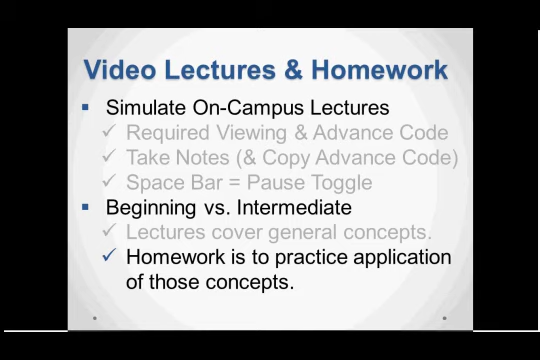 Video Lectures & Homework
▪ Simulate On-Campus Lectures
✓ Required Viewing & Advance Code
✓ Take Notes (& Copy Advance Code)
✓ Space Bar = Pause Toggle
▪ Beginning vs. Intermediate
✓ Lectures cover general concepts.
✓ Homework is to practice application
of those concepts.